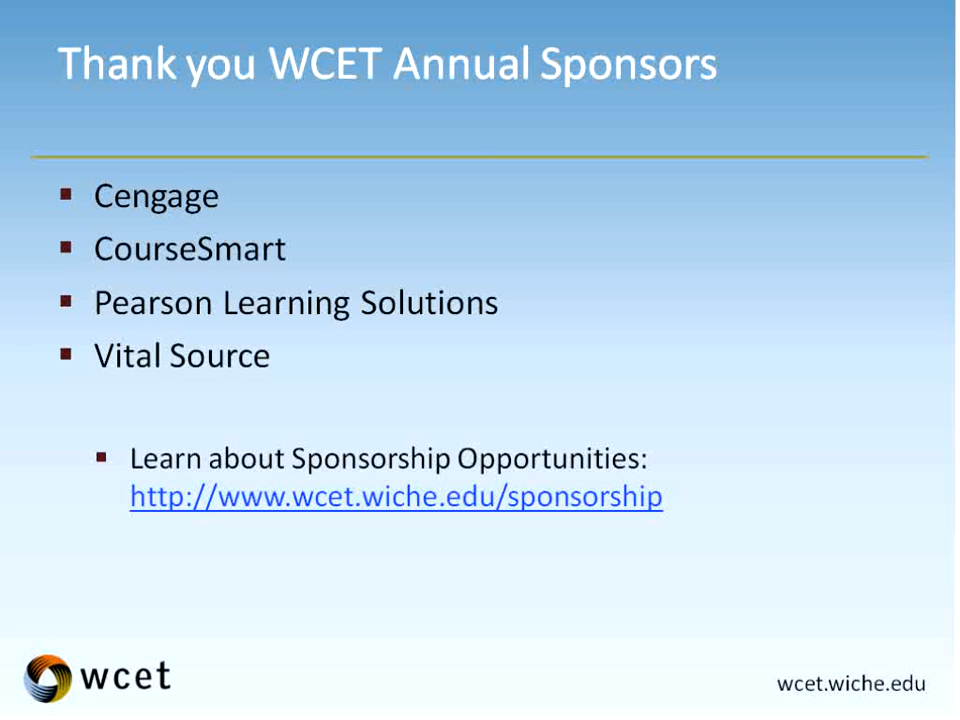 Thank you WCET Annual Sponsors
Cengage
CourseSmart
Pearson Learning Solutions
Vital Source
Learn about Sponsorship Opportunities:
http://www.wcet.wiche.edu/sponsorship
wcet
wcet.wiche.edu